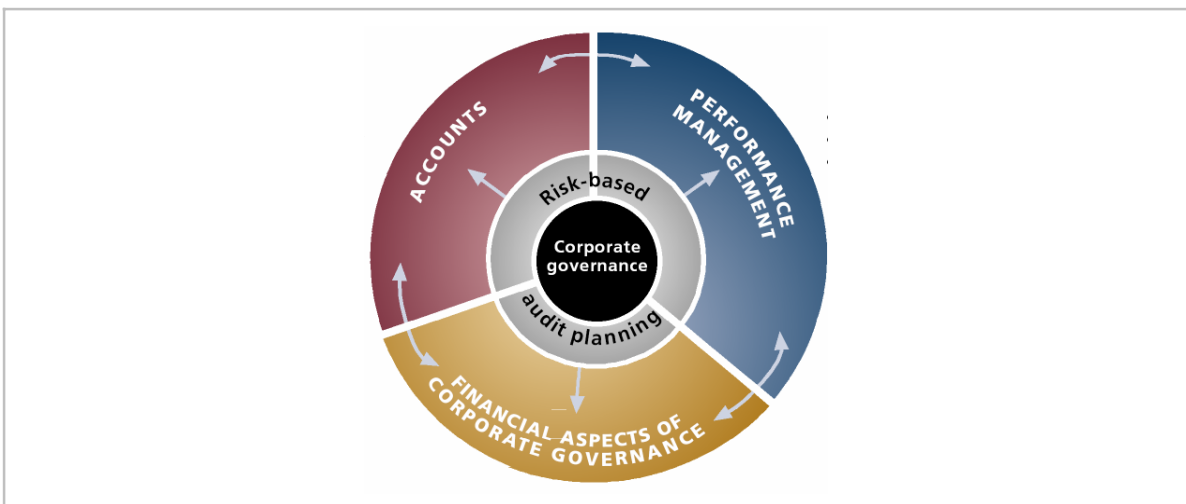 ACCOUNTS
PERFORMANCE
MANAGEMENT
Risk-based
Corporate
governance
audit planning
FINANCIAL ASPECTS OF
CORPORATE GOVERNANCE